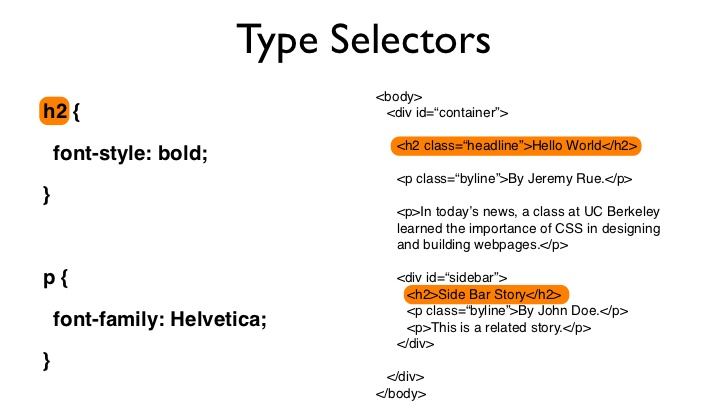 Type Selectors
h2 {
font-style: bold;
}
p {
font-family: Helvetica;
}
<body>
<div id=“container”>
<h2 class=“headline”>Hello World</h2>
<p class=“byline”>By Jeremy Rue.</p>
<p>In today’s news, a class at UC Berkeley
learned the importance of CSS in designing
and building webpages.</p>
<div id=“sidebar”>
<h2>Side Bar Story</h2>
<p class=“byline”>By John Doe.</p>
<p>This is a related story.</p>
</div>
</div>
</body>